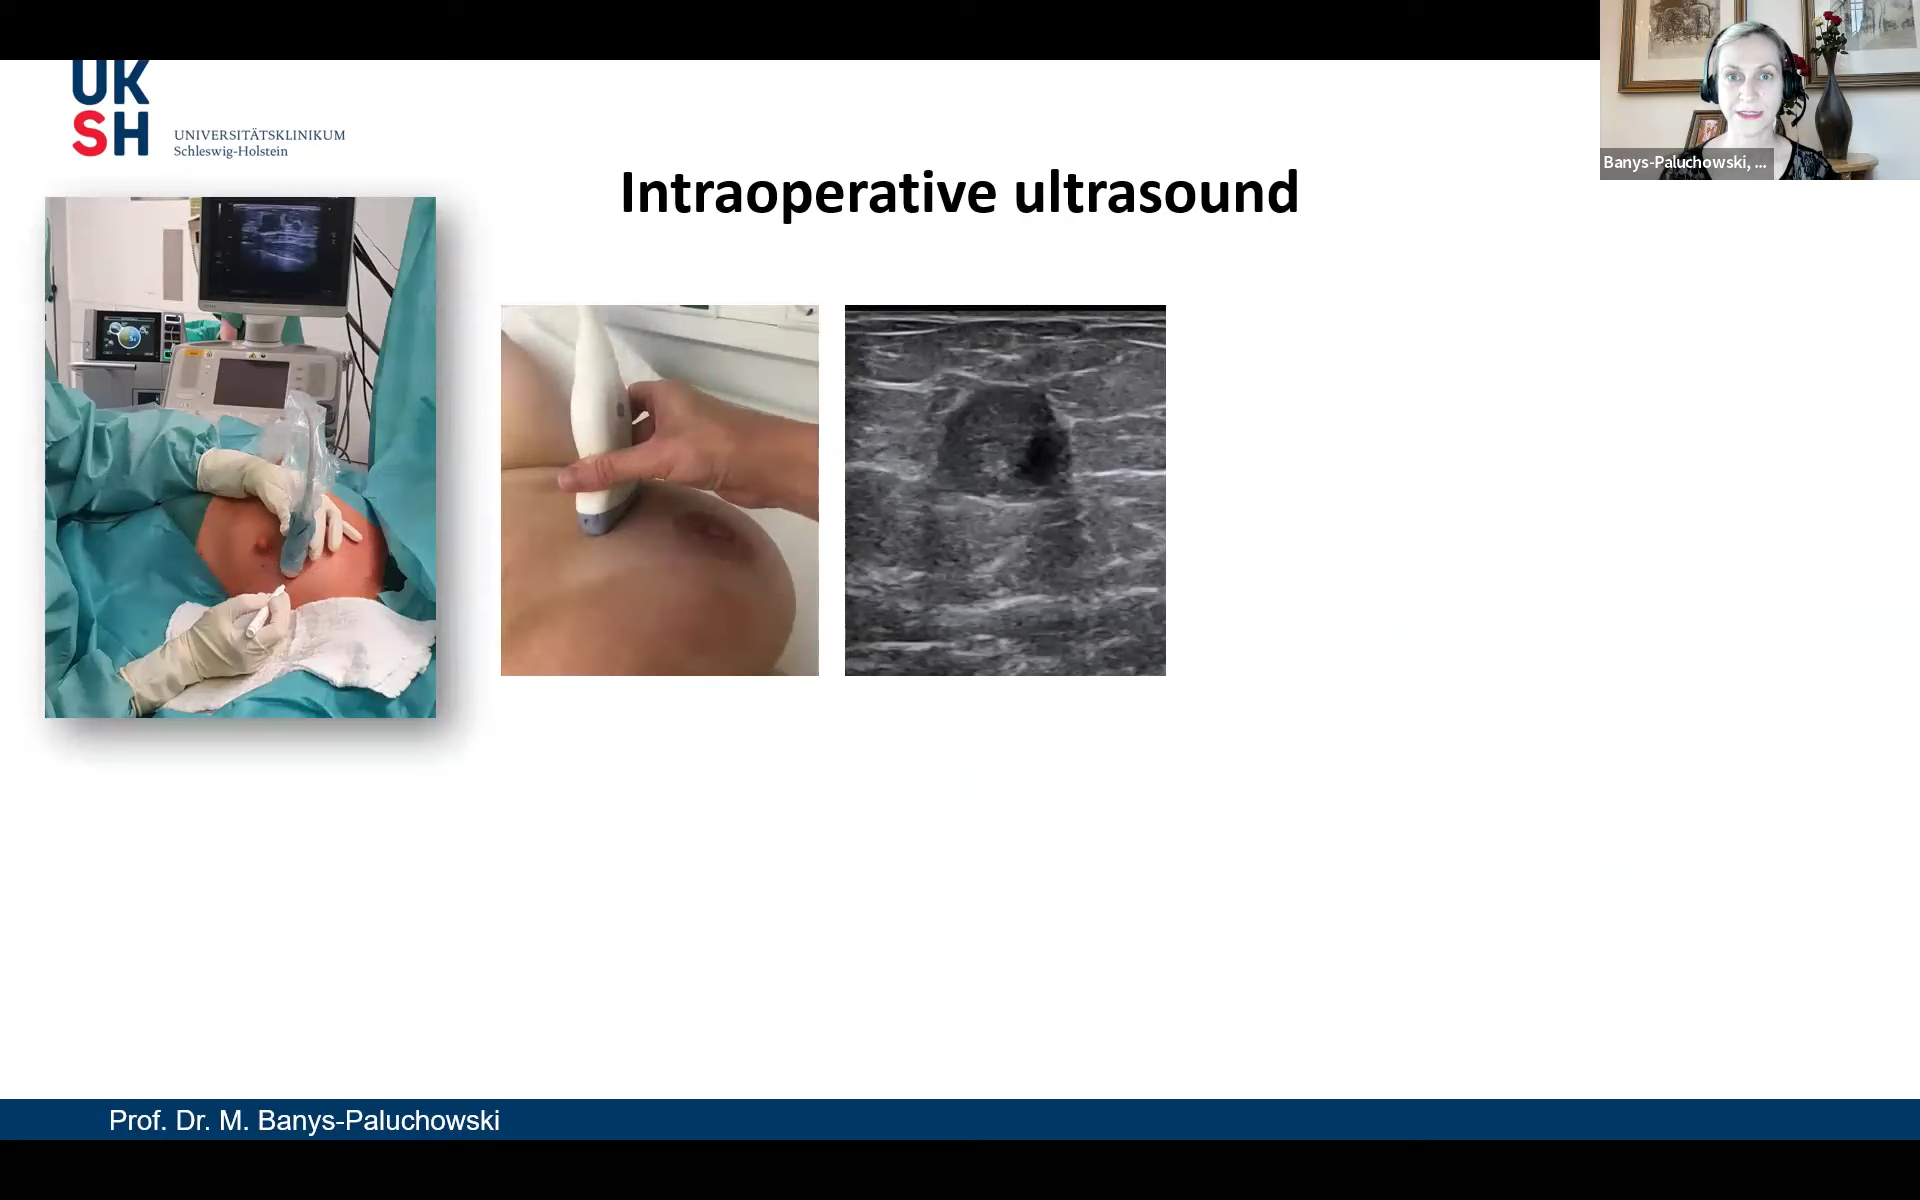 UK
SH
UNIVERSITÄTSKLINIKUM
Schleswig-Holstein
Intraoperative ultrasound
Banys-Paluchowski, ...
Prof. Dr. M. Banys-Paluchowski